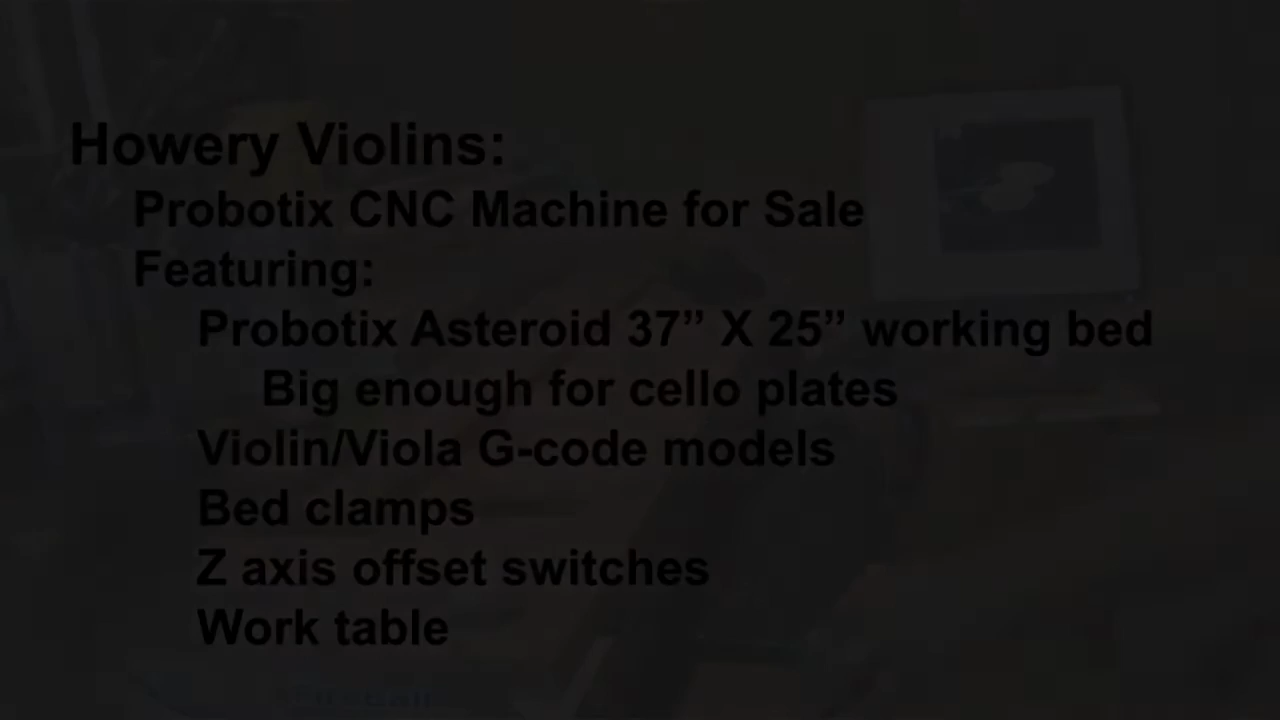 Howery Violins:
Probotix CNC Machine for Sale
Featuring:
Probotix Asteroid 37” X 25” working bed
Big enough for cello plates
Violin/Viola G-code models
Bed clamps
Z axis offset switches
Work table